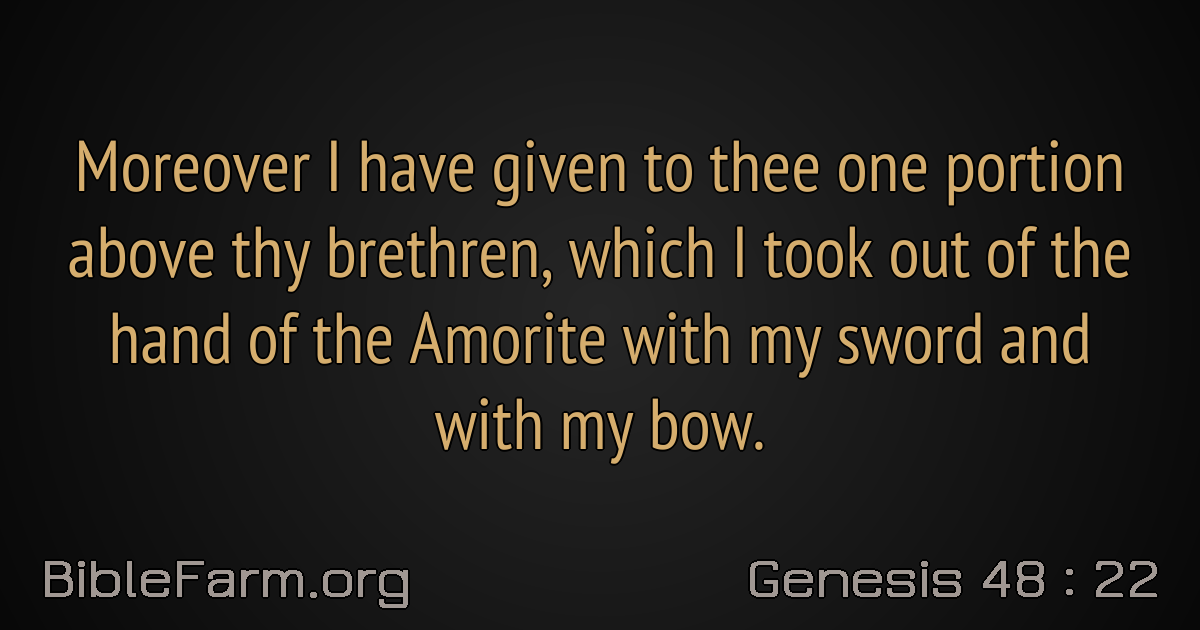 Moreover I have given to thee one portion
above thy brethren, which I took out of the
hand of the Amorite with my sword and
with my bow.
BibleFarm.org
Genesis 48 : 22